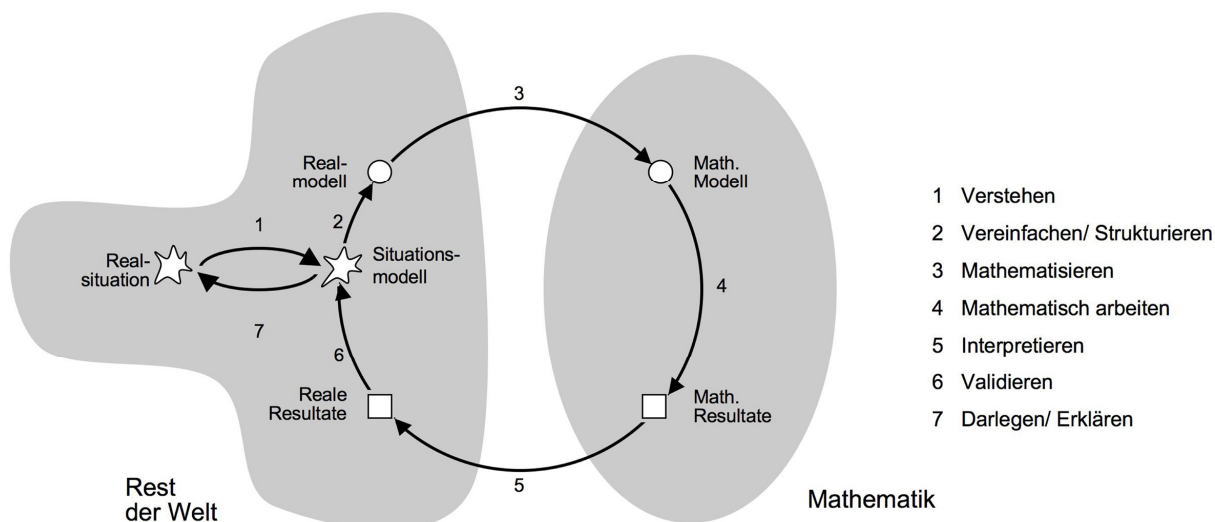 3
Real-
modell
Math.
Modell
1
2
Real-
situation
Situations-
modell
4
7
6
Reale
Resultate
Math.
Resultate
5
Rest
der Welt
Mathematik
1 Verstehen
2 Vereinfachen/ Strukturieren
3 Mathematisieren
4 Mathematisch arbeiten
5 Interpretieren
6 Validieren
7 Darlegen/ Erklären